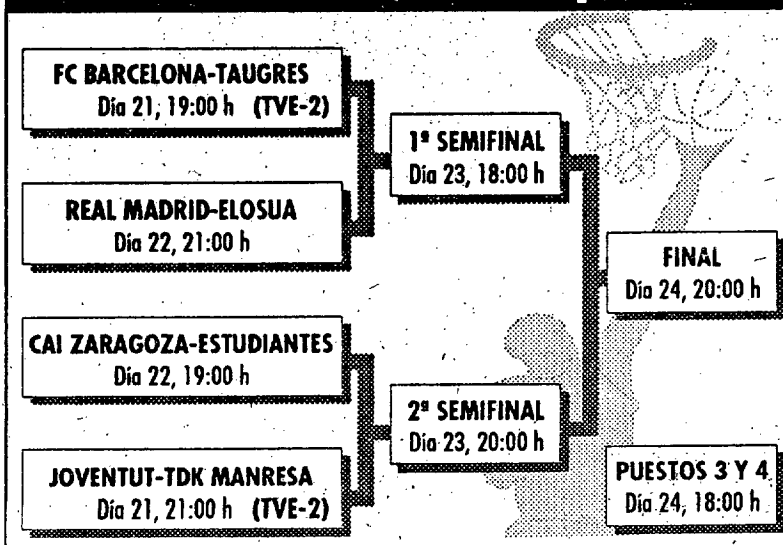 FC BARCELONA-TAUGRES
Día 21, 19:00 h (TVE-2)
REAL MADRID-ELOSUA
Día 22, 21:00 h
CAI ZARAGOZA-ESTUDIANTES
Día 22, 19:00 h
JOVENTUT-TDK MANRESA
Día 21, 21:00 h (TVE-2)
1ª SEMIFINAL
Día 23, 18:00 h
2ª SEMIFINAL
Día 23, 20:00 h
FINAL
Día 24, 20:00 h
PUESTOS 3 Y 4
Día 24, 18:00 h